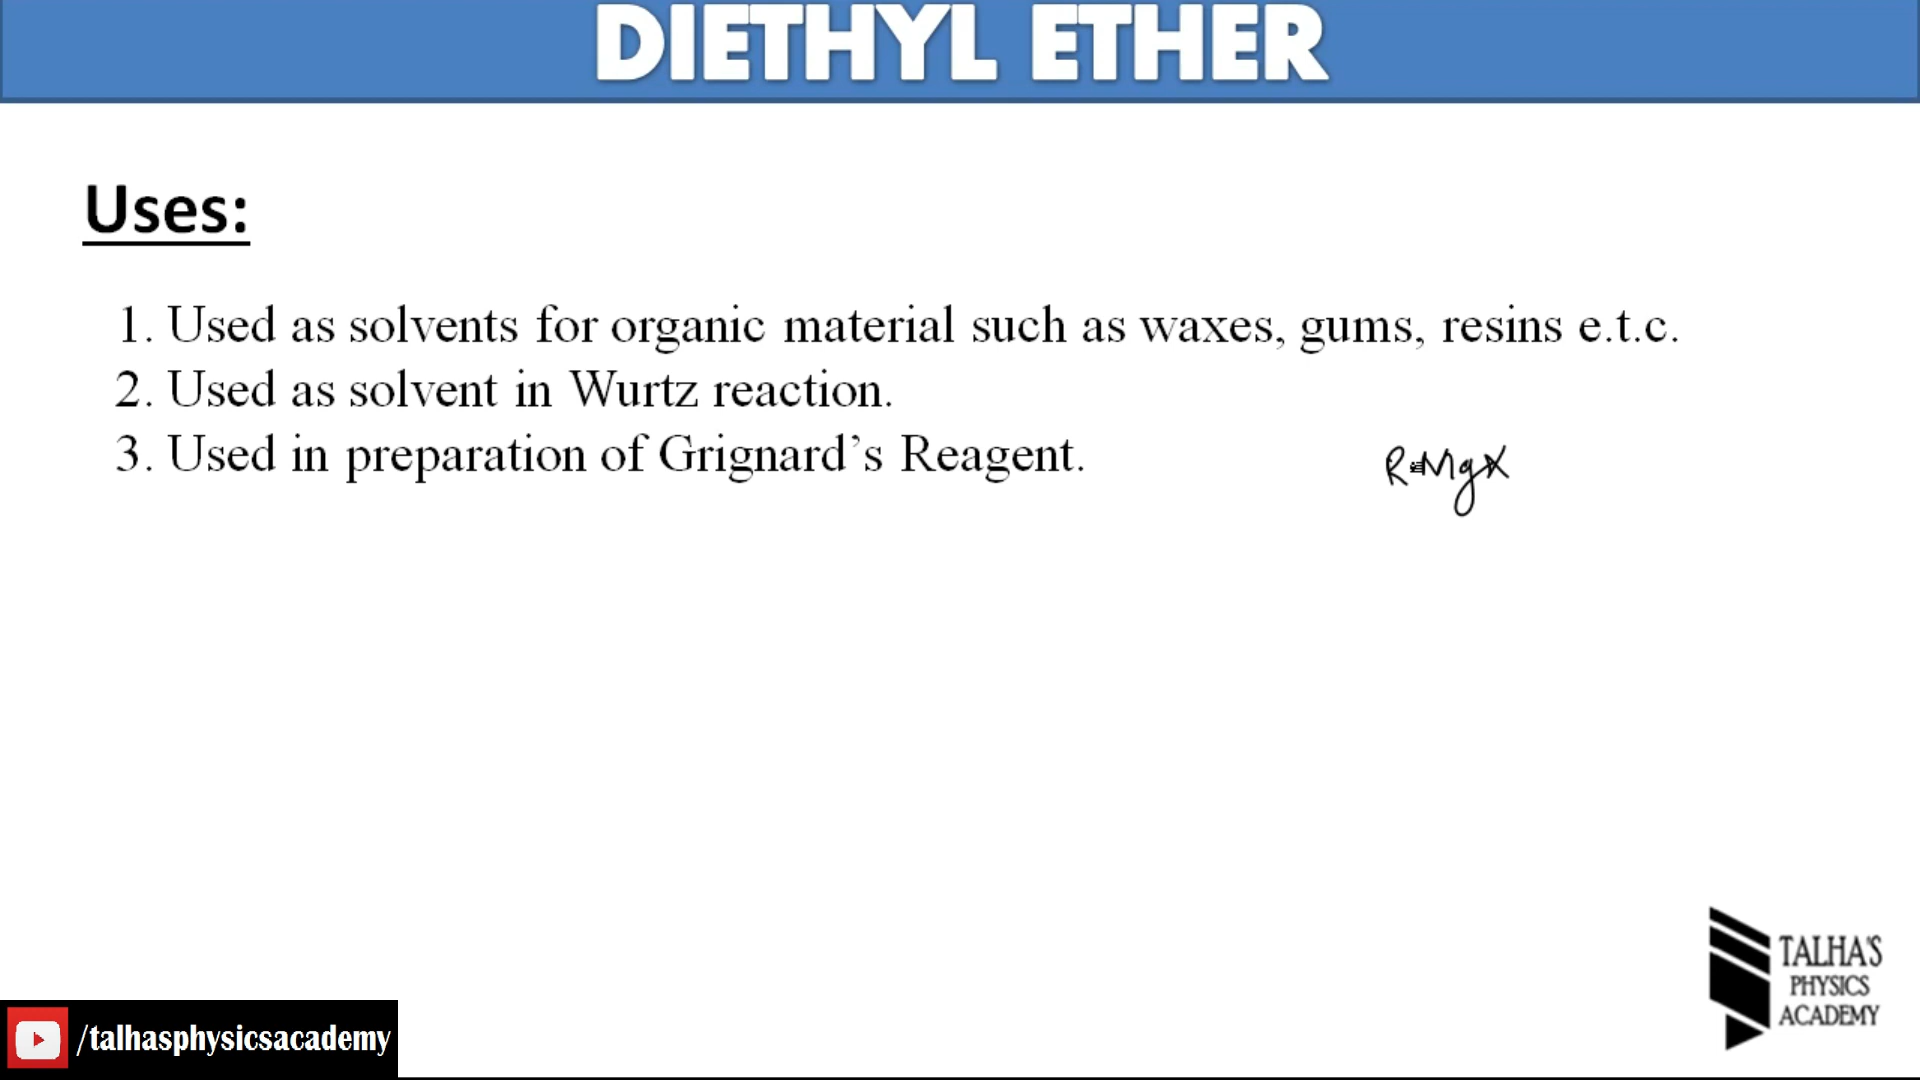 DIETHYL ETHER
Uses:
1. Used as solvents for organic material such as waxes, gums, resins e.t.c.
2. Used as solvent in Wurtz reaction.
3. Used in preparation of Grignard’s Reagent.
R-MgX
TALHA'S
PHYSICS
ACADEMY
/talhasphysicsacademy